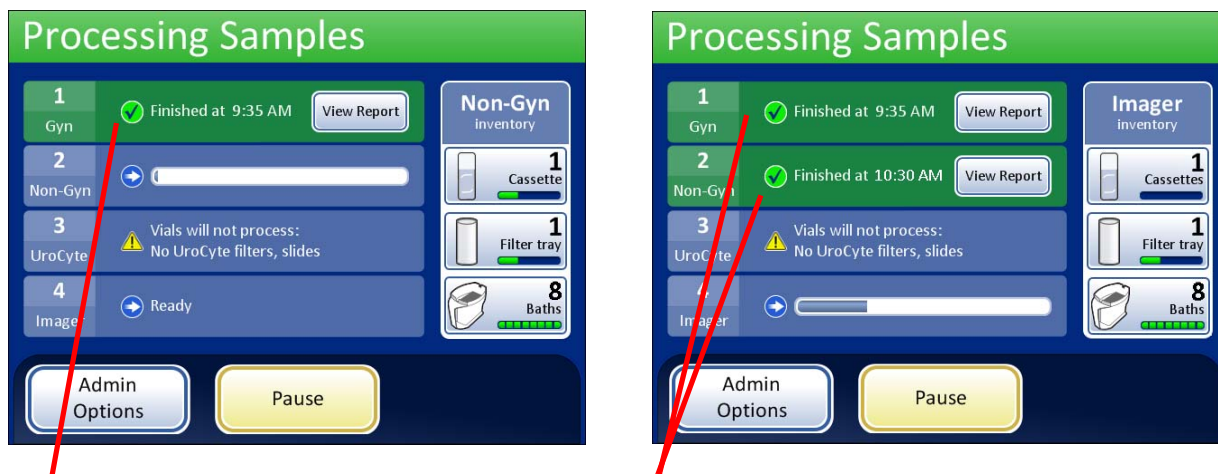 Processing Samples
1
Gyn
Finished at 9:35 AM
View Report
2
Non-Gyn
3
UroCyte
Vials will not process:
No UroCyte filters, slides
4
Imager
Ready
Non-Gyn
inventory
1
Cassette
1
Filter tray
8
Baths
Admin
Options
Pause
Processing Samples
1
Gyn
Finished at 9:35 AM
View Report
2
Non-Gyn
Finished at 10:30 AM
View Report
3
UroCyte
Vials will not process:
No UroCyte filters, slides
4
Imager
Imager
inventory
1
Cassettes
1
Filter tray
8
Baths
Admin
Options
Pause